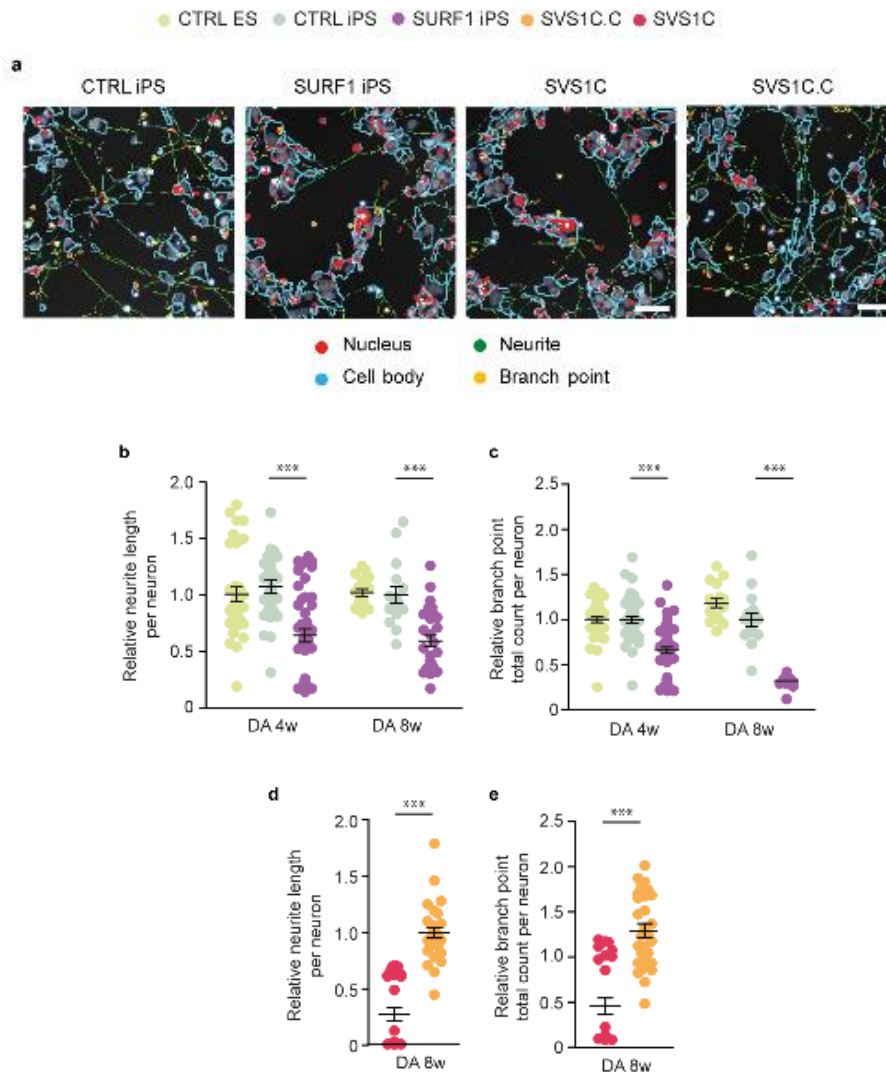 CTRL ES CTRL iPS SURF1 iPS SVS1C.C SVS1C
a
CTRL iPS SURF1 iPS SVS1C SVS1C.C
Nucleus Neurite
Cell body Branch point
b
Relative neurite length
per neuron
2.0
1.5
1.0
0.5
0
*** ***
DA 4w DA 8w
c
Relative branch point
total count per neuron
2.5
2.0
1.5
1.0
0.5
0
*** ***
DA 4w DA 8w
d
Relative neurite length
per neuron
2.0
1.5
1.0
0.5
0
***
DA 8w
e
Relative branch point
total count per neuron
2.5
2.0
1.5
1.0
0.5
0
***
DA 8w